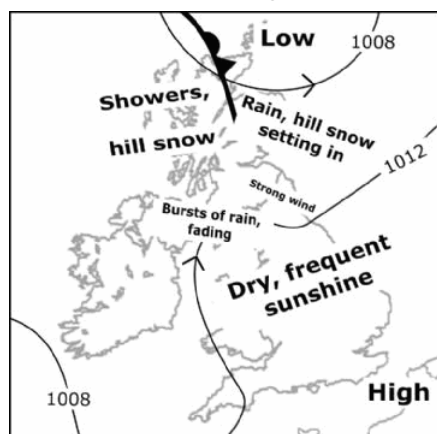 Low
1008
Showers,
hill snow
Rain, hill snow
setting in
1012
Strong wind
Bursts of rain,
fading
Dry, frequent
sunshine
High
1008